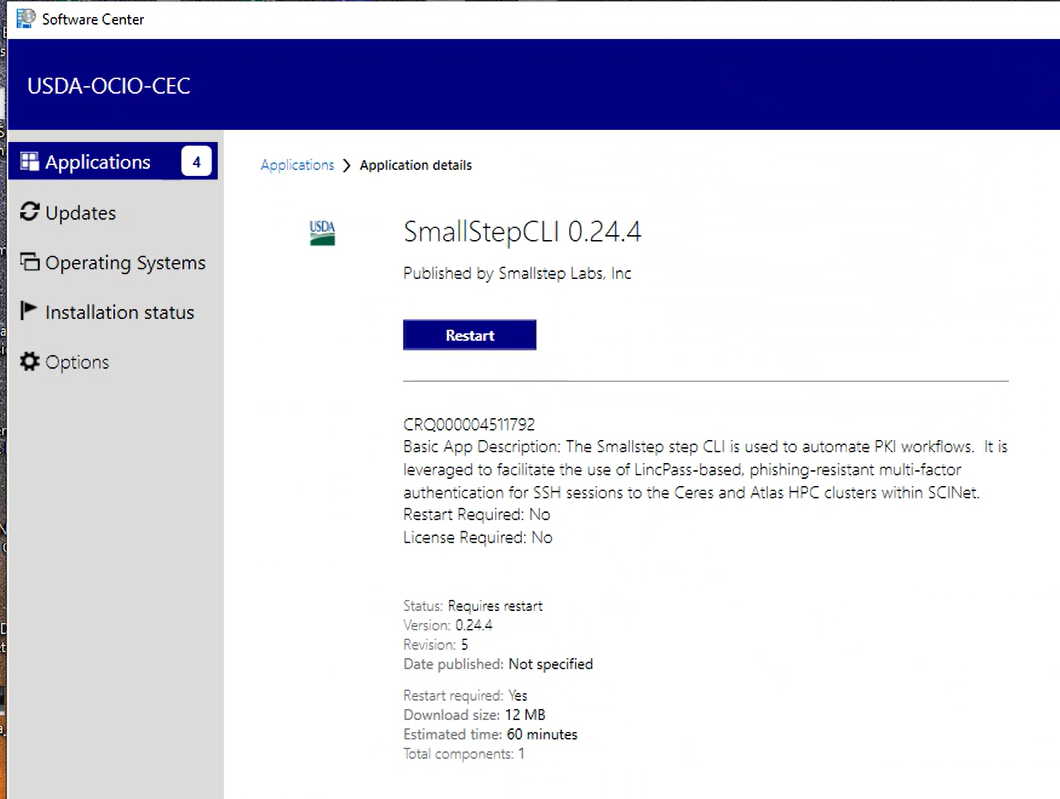 Software Center
USDA-OCIO-CEC
Applications 4
Updates
Operating Systems
Installation status
Options
Applications > Application details
USDA
SmallStepCLI 0.24.4
Published by Smallstep Labs, Inc
Restart
CRQ000004511792
Basic App Description: The Smallstep step CLI is used to automate PKI workflows.  It is
leveraged to facilitate the use of LincPass-based, phishing-resistant multi-factor
authentication for SSH sessions to the Ceres and Atlas HPC clusters within SCINet.
Restart Required: No
License Required: No
Status: Requires restart
Version: 0.24.4
Revision: 5
Date published: Not specified
Restart required: Yes
Download size: 12 MB
Estimated time: 60 minutes
Total components: 1